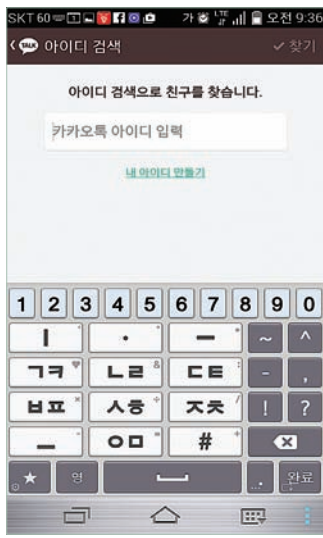 SKT 60 가 LTE 오전 9:36
TALK 아이디 검색 ✓ 찾기
아이디 검색으로 친구를 찾습니다.
카카오톡 아이디 입력
내 아이디 만들기
1 2 3 4 5 6 7 8 9 0
ㅣ · ㅡ ~ ^
ㄱㅋ ♥ ㄴㄹ & ㄷㅌ : - ,
ㅂㅍ × ㅅㅎ ÷ ㅈㅊ / ! ?
ㅡ ㅇㅁ # +
★ 영 . 완료